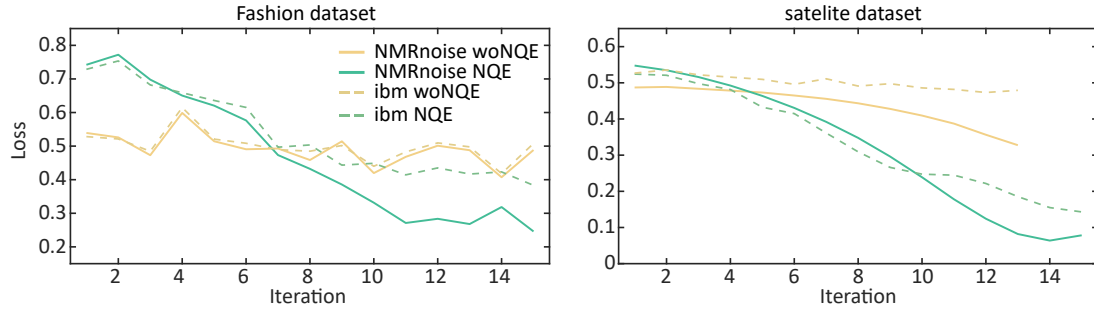 Fashion dataset
0.8
0.7
0.6
0.5
0.4
0.3
0.2
Loss
NMRnoise woNQE
NMRnoise NQE
ibm woNQE
ibm NQE
2 4 6 8 10 12 14
Iteration
satelite dataset
0.6
0.5
0.4
0.3
0.2
0.1
0
2 4 6 8 10 12 14
Iteration